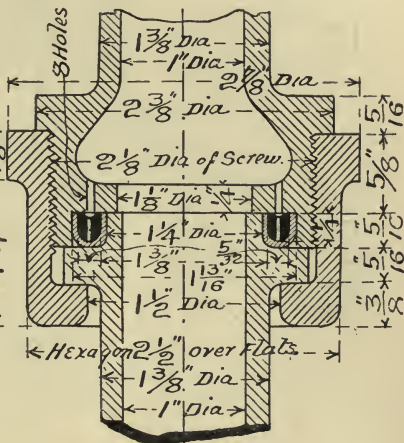 8 Holes
1 3/8" Dia
1" Dia
2 7/8" Dia
2 3/8" Dia
5/16
2 1/8" Dia of Screw.
5/8"
1 1/8" Dia
1/4"
1 1/4" Dia
1 3/8"
5/32"
1 13/16"
5/16
1 1/2" Dia
3/8"
Hexagon 2 1/2" over Flats.
1 3/8" Dia
1" Dia